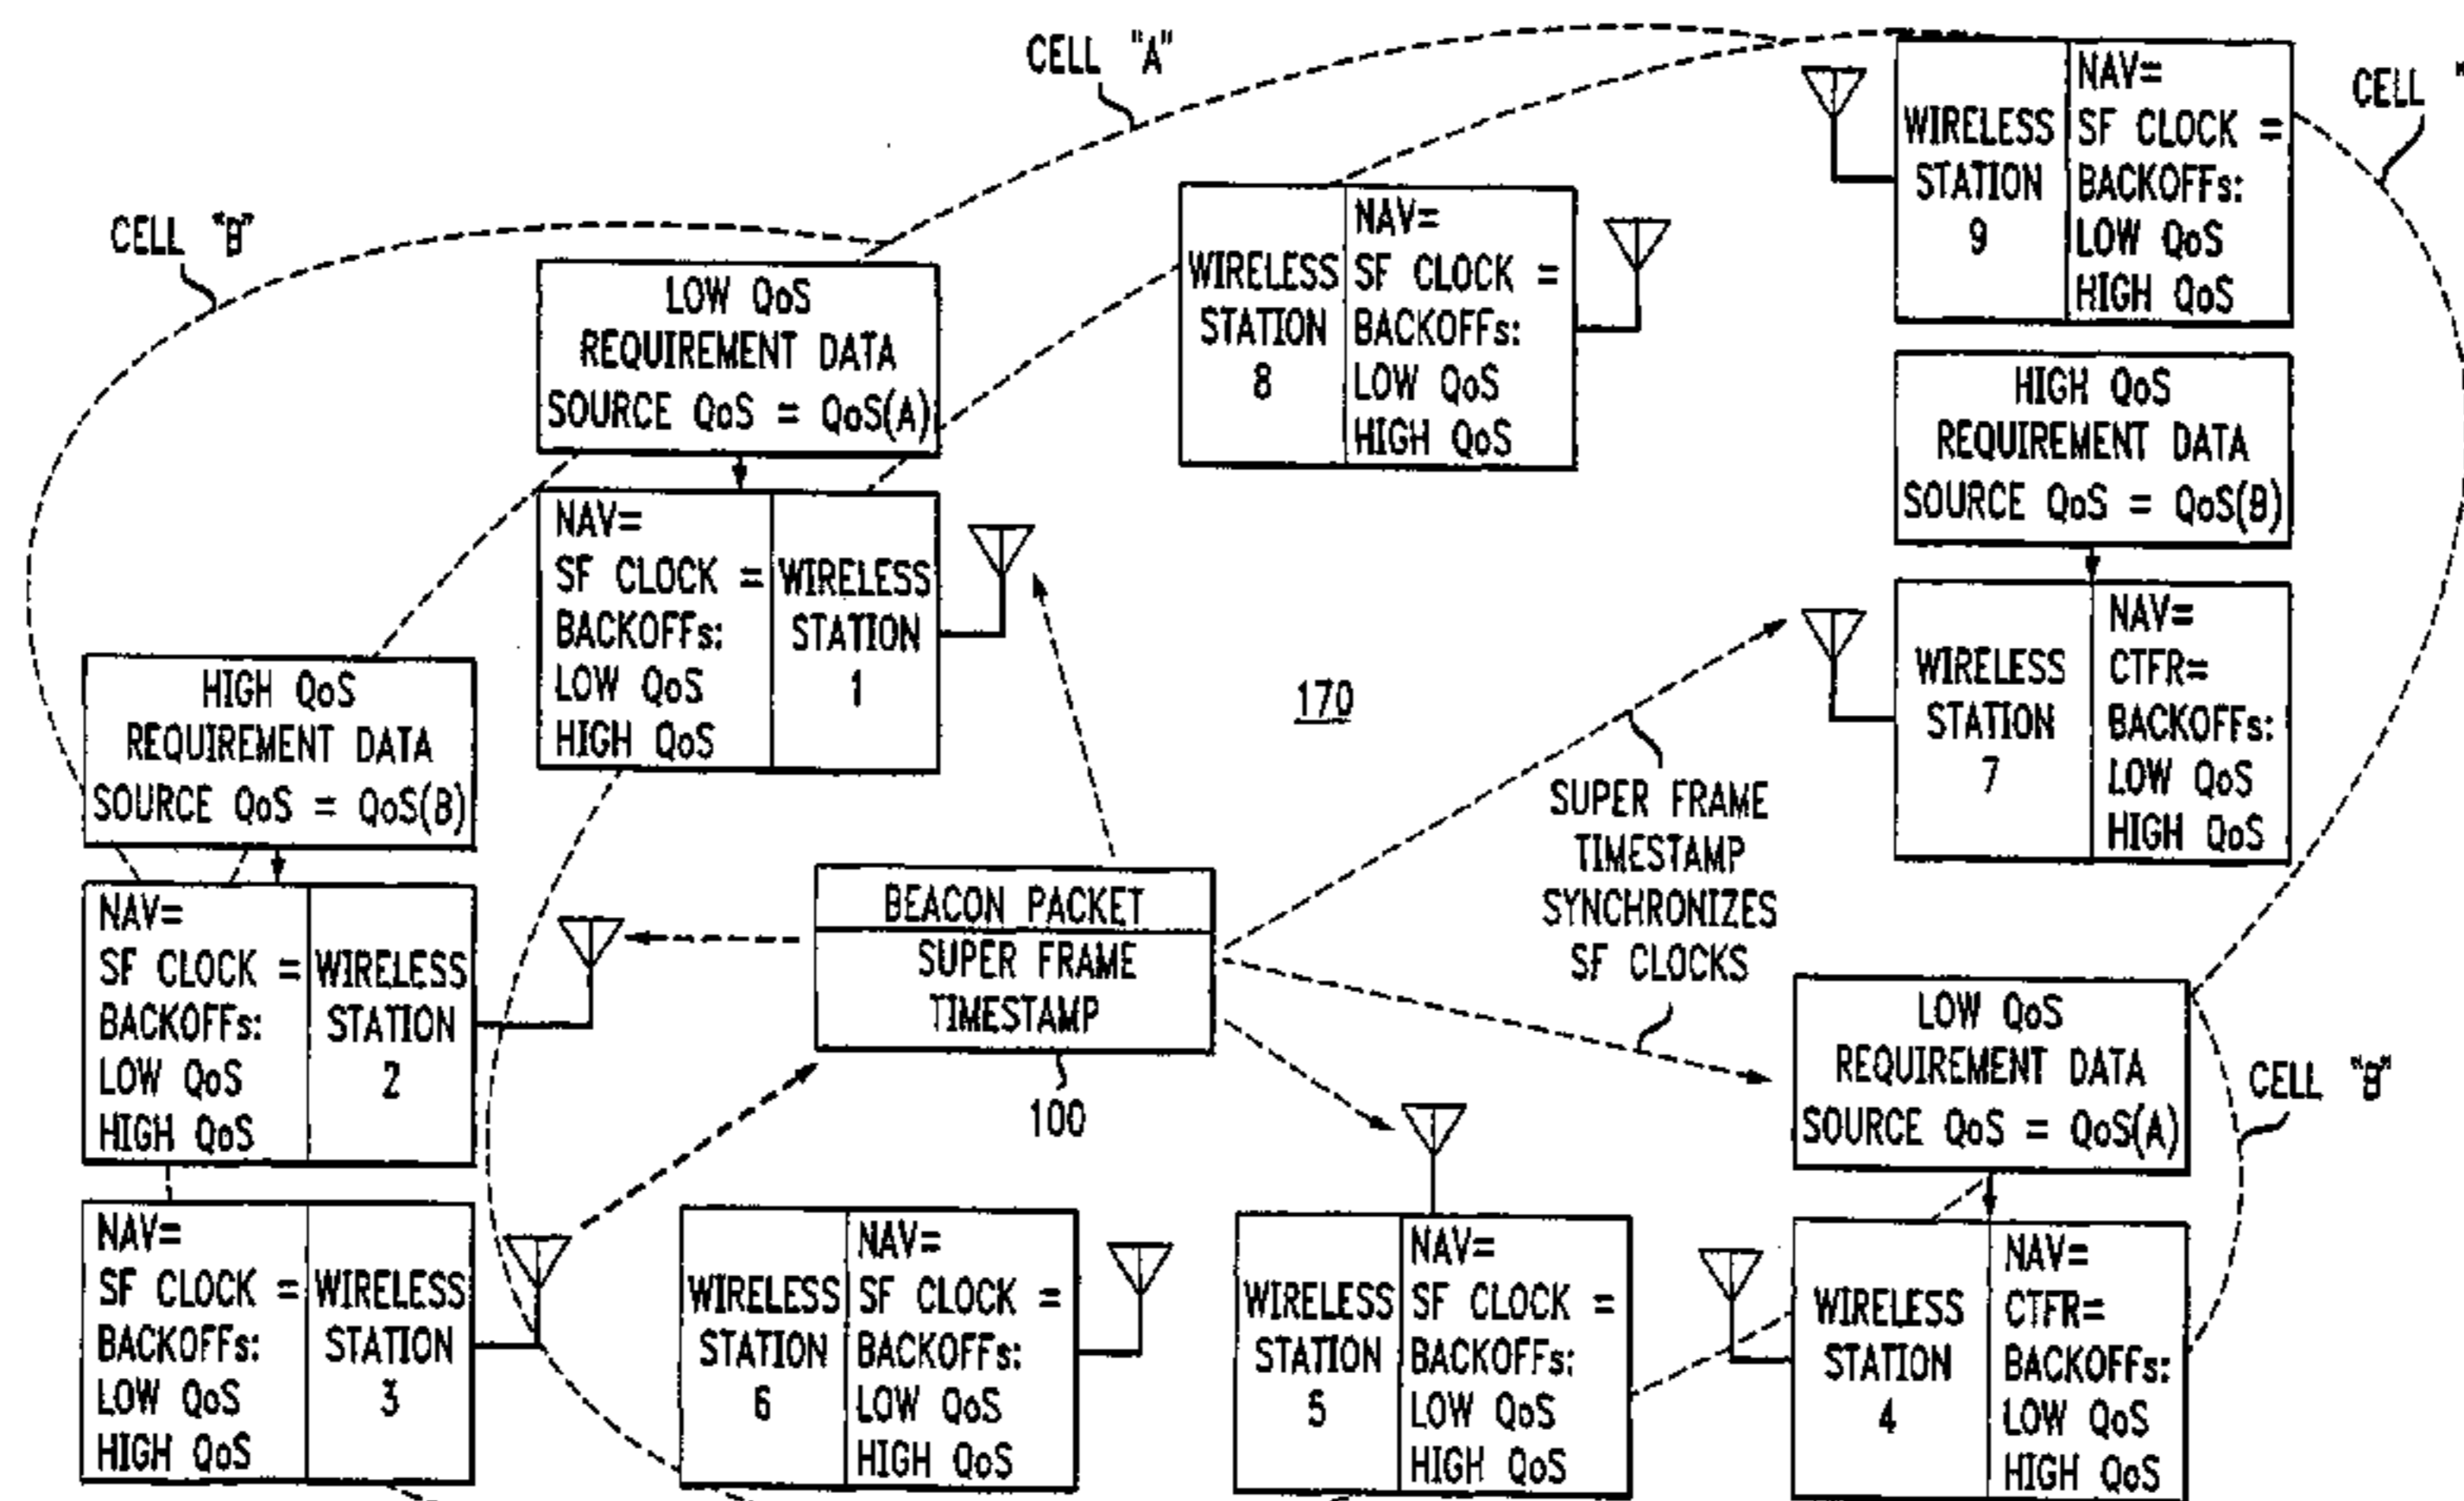 CELL "A"
CELL "B"
CELL "
LOW QoS
REQUIREMENT DATA
SOURCE QoS = QoS(A)
NAV=
SF CLOCK =
BACKOFFs:
LOW QoS
HIGH QoS
WIRELESS
STATION
1
WIRELESS
STATION
8
NAV=
SF CLOCK =
BACKOFFs:
LOW QoS
HIGH QoS
WIRELESS
STATION
9
NAV=
SF CLOCK =
BACKOFFs:
LOW QoS
HIGH QoS
HIGH QoS
REQUIREMENT DATA
SOURCE QoS = QoS(B)
WIRELESS
STATION
7
NAV=
CTFR=
BACKOFFs:
LOW QoS
HIGH QoS
HIGH QoS
REQUIREMENT DATA
SOURCE QoS = QoS(B)
NAV=
SF CLOCK =
BACKOFFs:
LOW QoS
HIGH QoS
WIRELESS
STATION
2
170
SUPER FRAME
TIMESTAMP
SYNCHRONIZES
SF CLOCKS
BEACON PACKET
SUPER FRAME
TIMESTAMP
100
LOW QoS
REQUIREMENT DATA
SOURCE QoS = QoS(A)
CELL "B"
NAV=
SF CLOCK =
BACKOFFs:
LOW QoS
HIGH QoS
WIRELESS
STATION
3
WIRELESS
STATION
6
NAV=
SF CLOCK =
BACKOFFs:
LOW QoS
HIGH QoS
WIRELESS
STATION
5
NAV=
SF CLOCK =
BACKOFFs:
LOW QoS
HIGH QoS
WIRELESS
STATION
4
NAV=
CTFR=
BACKOFFs:
LOW QoS
HIGH QoS